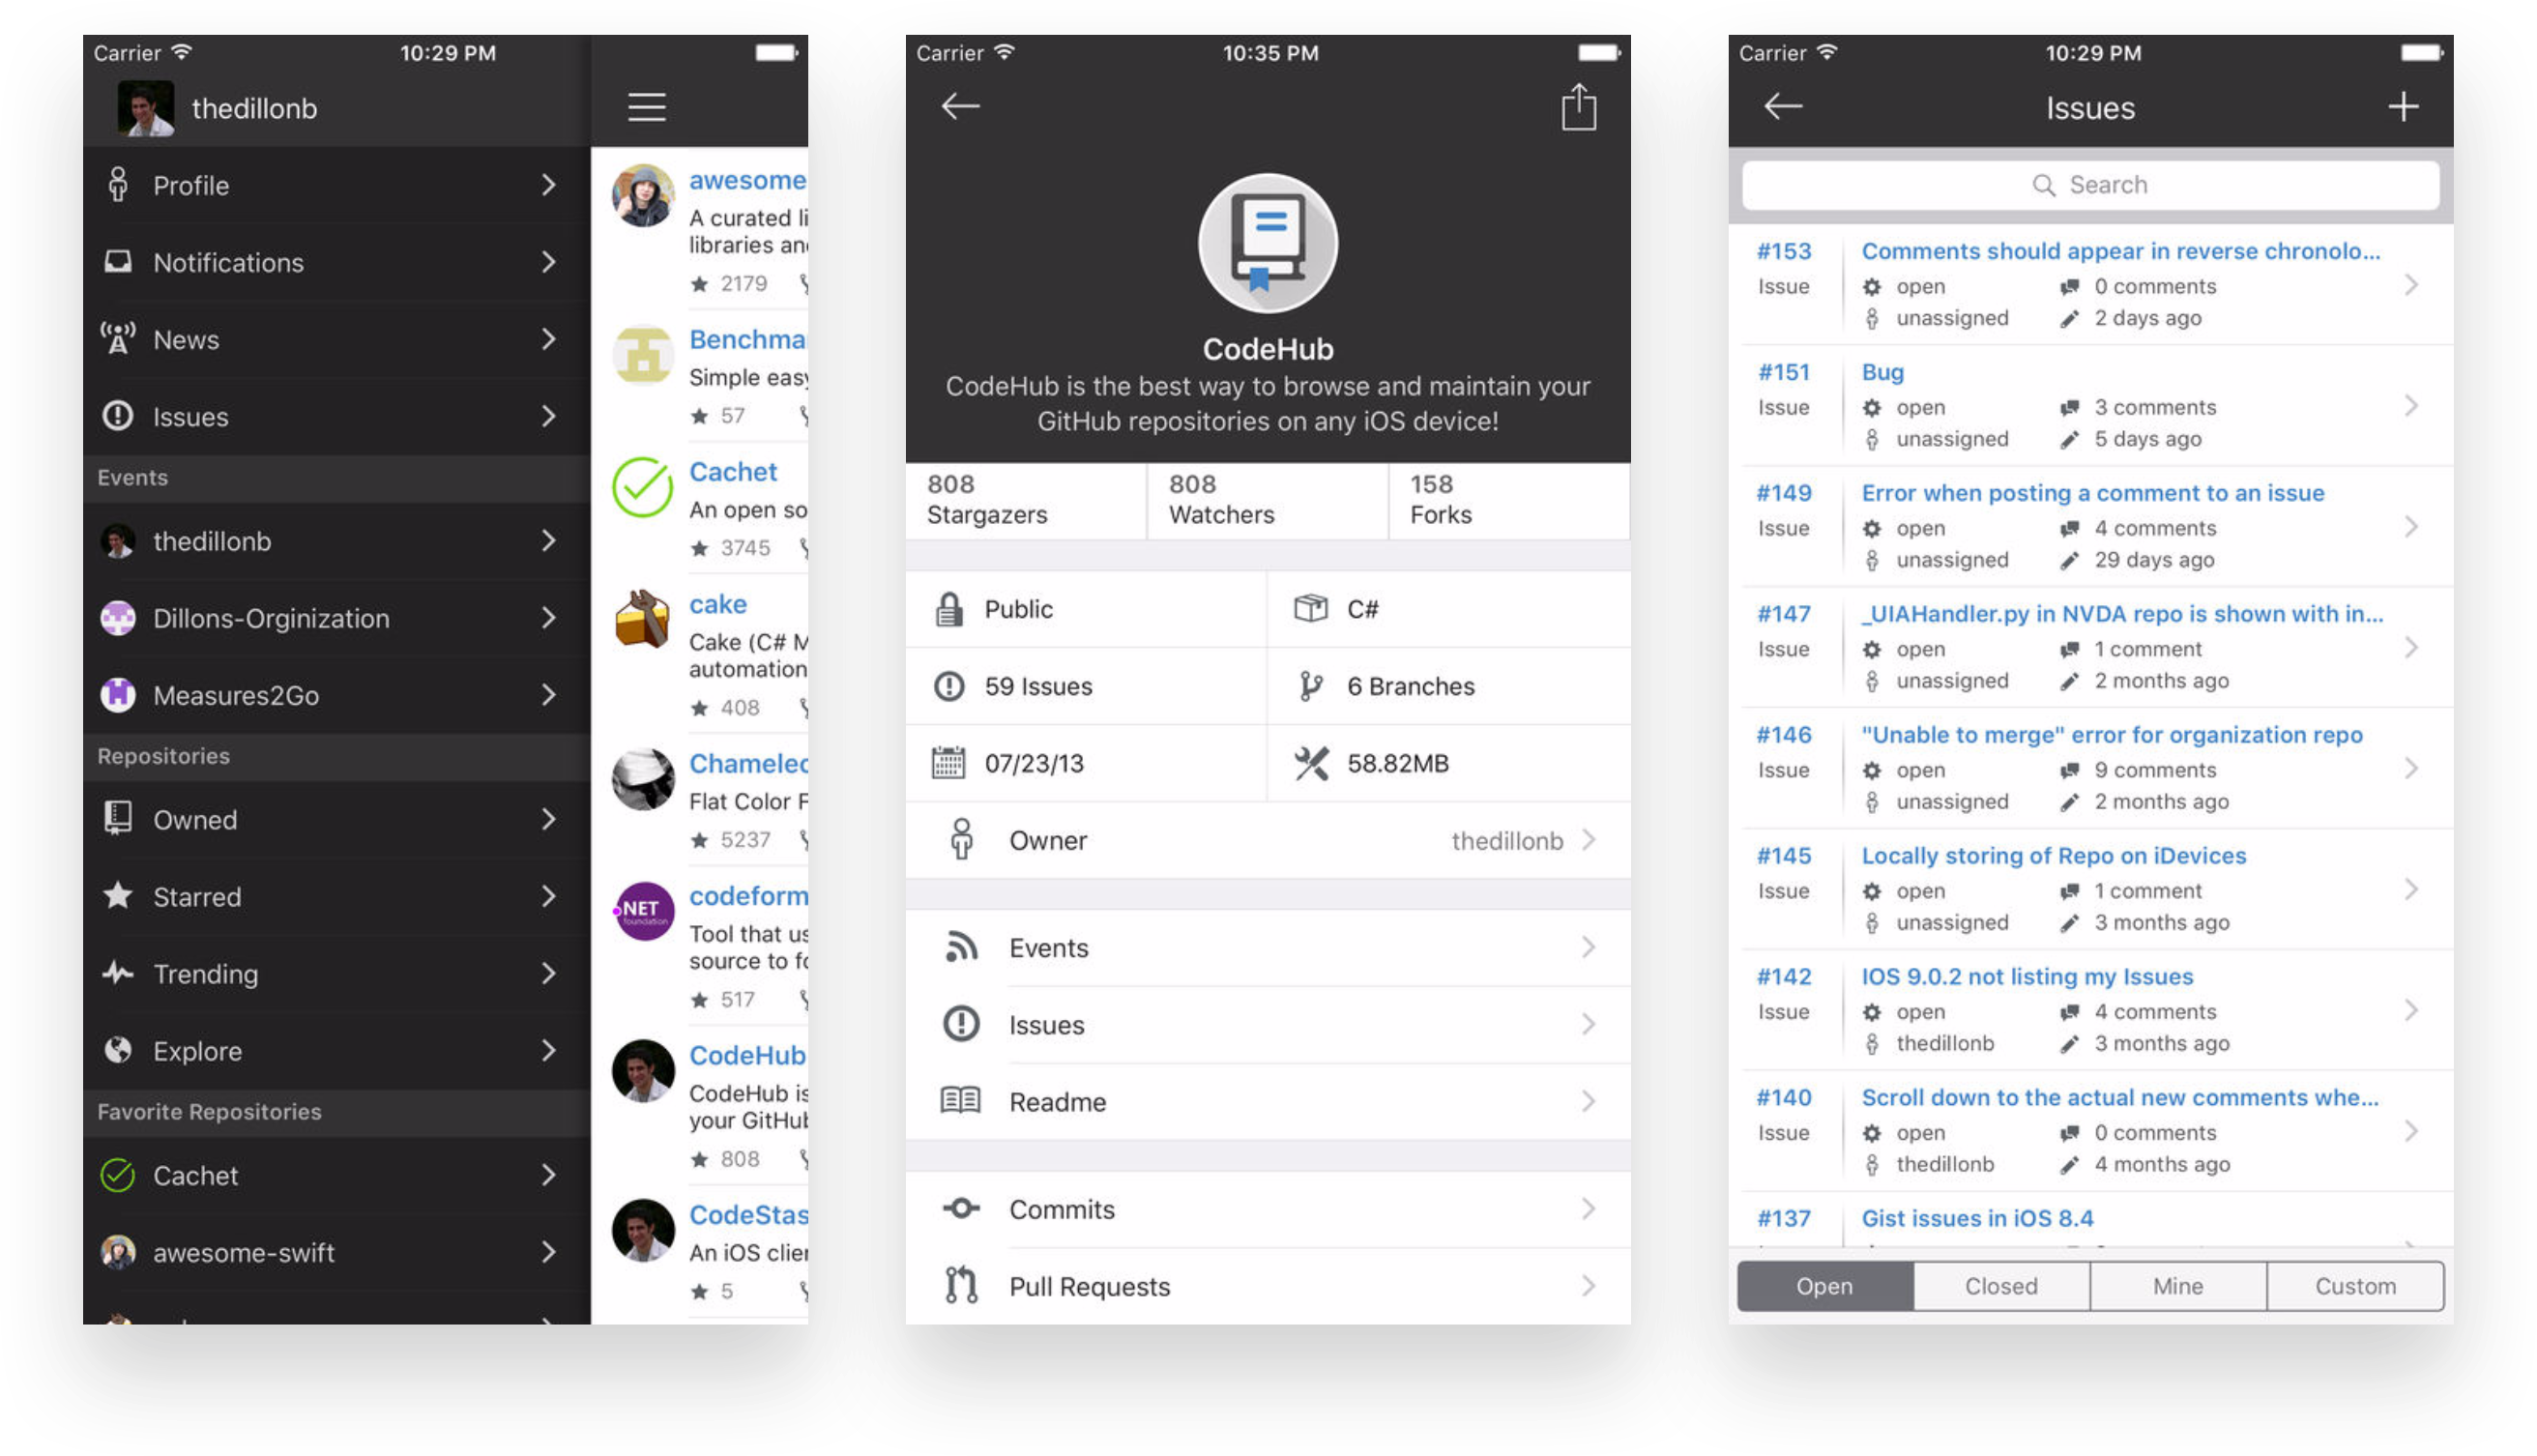 Carrier 10:29 PM
thedillonb
Profile
Notifications
News
Issues
Events
thedillonb
Dillons-Orginization
Measures2Go
Repositories
Owned
Starred
Trending
Explore
Favorite Repositories
Cachet
awesome-swift
awesome
A curated
libraries
2179
Benchma
Simple
57
Cachet
An open so
3745
cake
Cake (C# M
automation
408
Chamelec
Flat Color F
5237
NET
foundation
codeform
Tool that us
source to
517
CodeHub
CodeHub is
your GitHub
808
CodeStas
An iOS
5
Carrier 10:35 PM
CodeHub
CodeHub is the best way to browse and maintain your
GitHub repositories on any iOS device!
808 808 158
Stargazers Watchers Forks
Public C#
59 Issues 6 Branches
07/23/13 58.82MB
Owner thedillonb
Events
Issues
Readme
Commits
Pull Requests
Carrier 10:29 PM
Issues
Search
#153 Comments should appear in reverse chronolo...
Issue open 0 comments
unassigned 2 days ago
#151 Bug
Issue open 3 comments
unassigned 5 days ago
#149 Error when posting a comment to an issue
Issue open 4 comments
unassigned 29 days ago
#147 _UIAHandler.py in NVDA repo is shown with in...
Issue open 1 comment
unassigned 2 months ago
#146 "Unable to merge" error for organization repo
Issue open 9 comments
unassigned 2 months ago
#145 Locally storing of Repo on iDevices
Issue open 1 comment
unassigned 3 months ago
#142 IOS 9.0.2 not listing my Issues
Issue open 4 comments
thedillonb 3 months ago
#140 Scroll down to the actual new comments whe...
Issue open 0 comments
thedillonb 4 months ago
#137 Gist issues in iOS 8.4
Open Closed Mine Custom